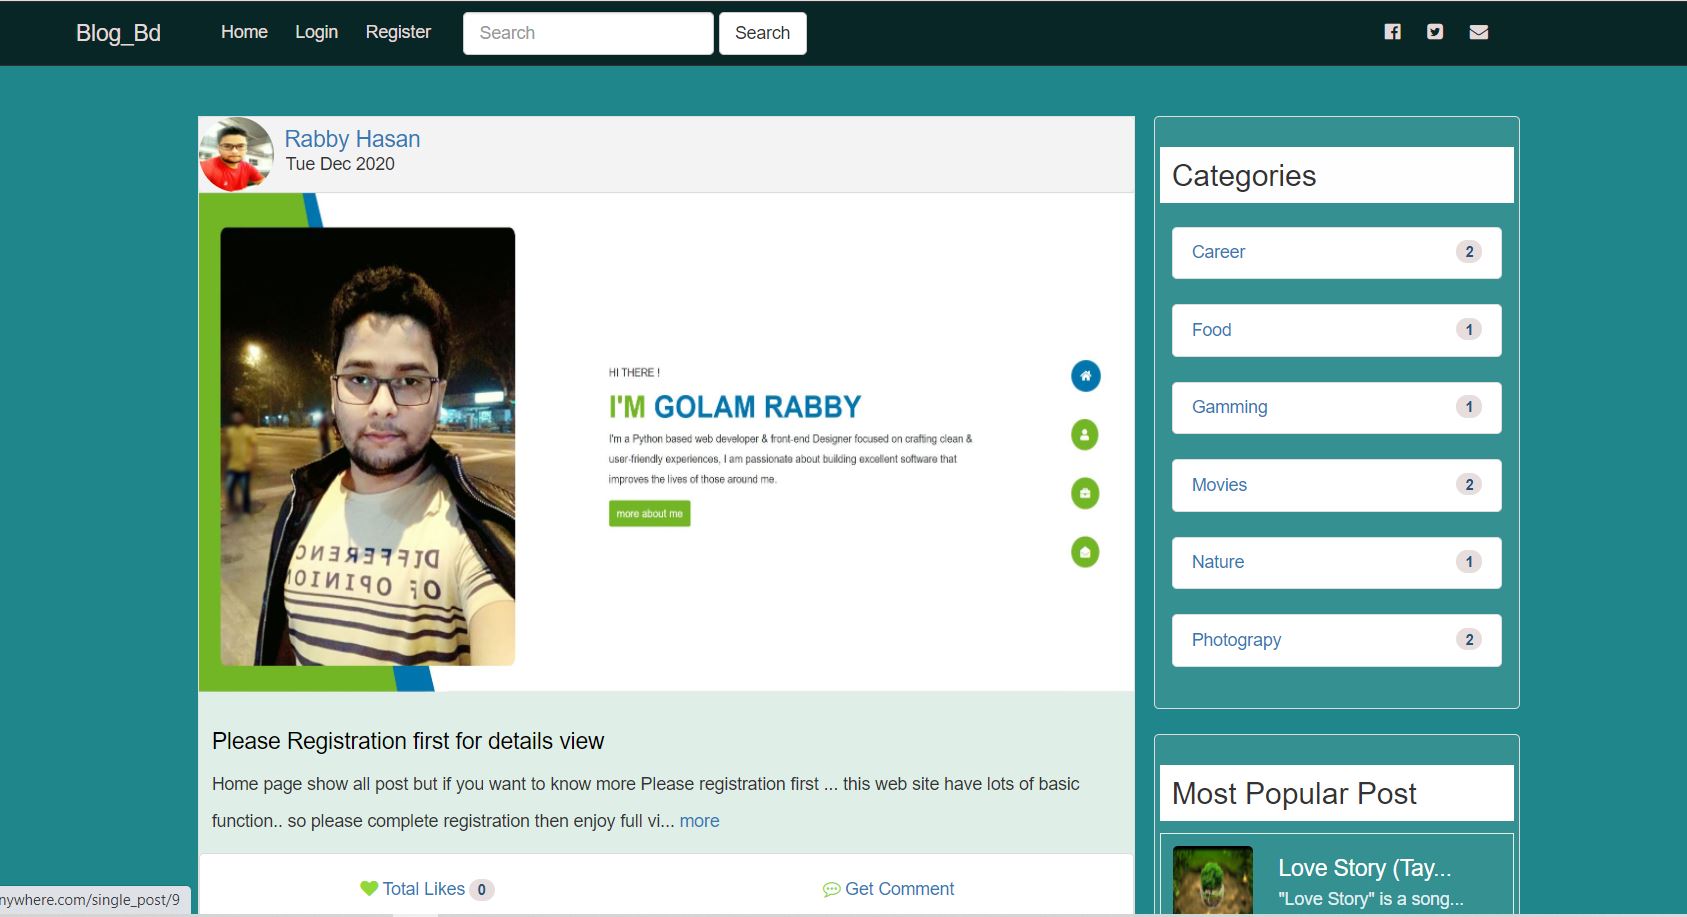 Blog_Bd
Home Login Register Search Search
Rabby Hasan
Tue Dec 2020
DIFFERENC
OF OPINION
HI THERE !
I'M GOLAM RABBY
I'm a Python based web developer & front-end Designer focused on crafting clean &
user-friendly experiences, I am passionate about building excellent software that
improves the lives of those around me.
more about me
Please Registration first for details view
Home page show all post but if you want to know more Please registration first ... this web site have lots of basic
function.. so please complete registration then enjoy full vi... more
Total Likes 0
Get Comment
Categories
Career 2
Food 1
Gamming 1
Movies 2
Nature 1
Photograpy 2
Most Popular Post
Love Story (Tay...
"Love Story" is a song...
nywhere.com/single_post/9